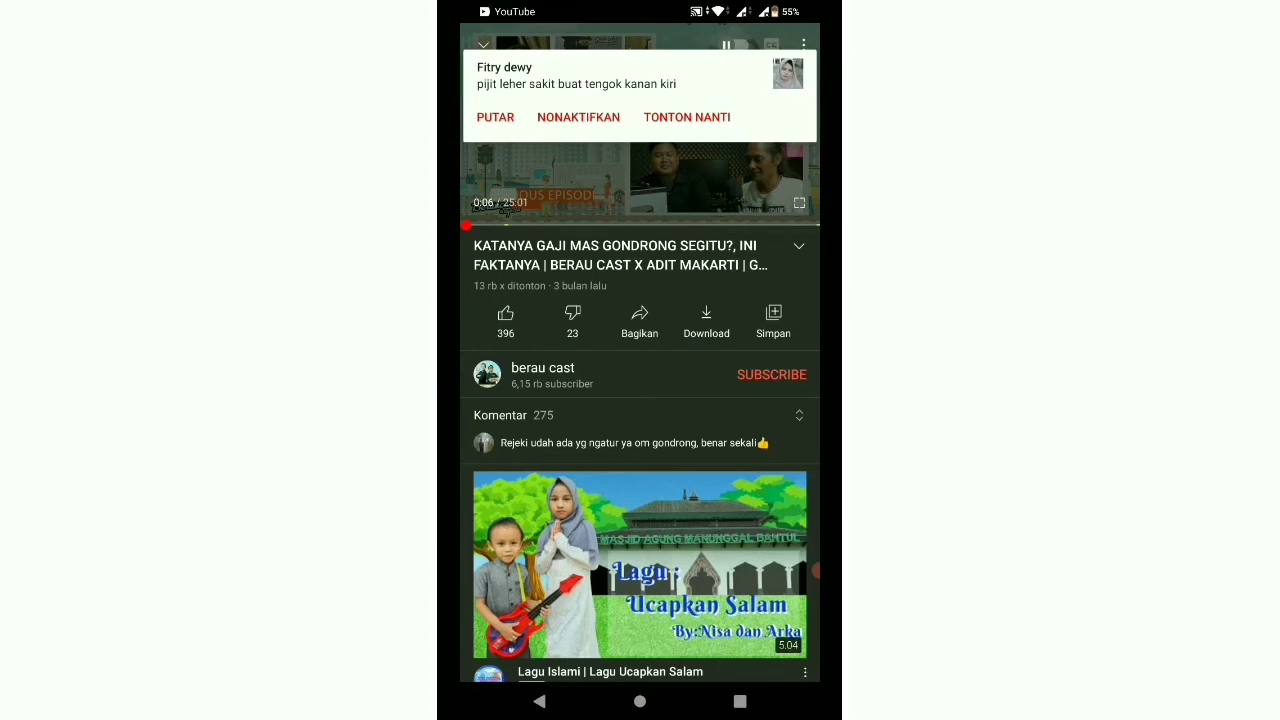 YouTube
55%
CC
Fitry dewy
pijit leher sakit buat tengok kanan kiri
PUTAR NONAKTIFKAN TONTON NANTI
OUS EPISODE
0:06 / 25:01
KATANYA GAJI MAS GONDRONG SEGITU?, INI
FAKTANYA | BERAU CAST X ADIT MAKARTI | G...
13 rb x ditonton · 3 bulan lalu
396 23 Bagikan Download Simpan
berau cast
6,15 rb subscriber
SUBSCRIBE
Komentar 275
Rejeki udah ada yg ngatur ya om gondrong, benar sekali👍
MASJID AGUNG MANUNGGAL BANTUL
Lagu :
Ucapkan Salam
By:Nisa dan Arka
5.04
Lagu Islami | Lagu Ucapkan Salam